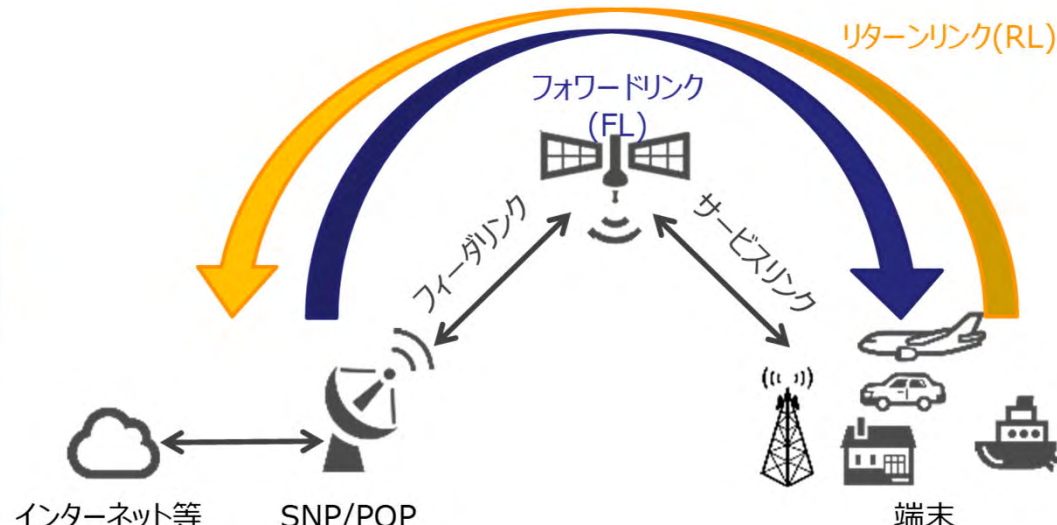 リターンリンク(RL)
フォワードリンク
(FL)
フィーダリンク
サービスリンク
インターネット等
SNP/POP
端末